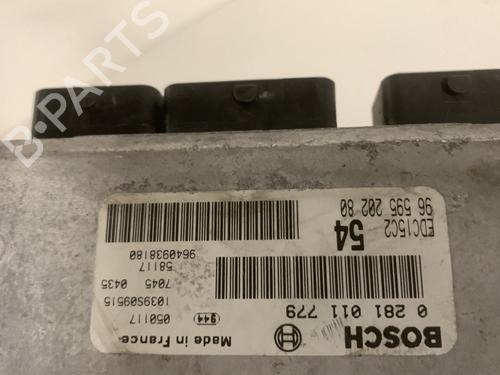 BOSCH
Made in France
0 281 011 779
944 050117
1039S09515
54
7045 0435
58117
EDC15C2
96 595 202 80
9640938180
B-PARTS